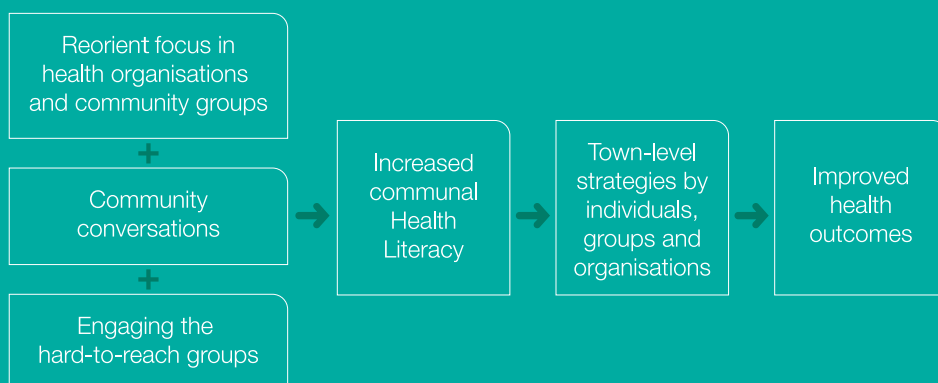 Reorient focus in
health organisations
and community groups
+
Community
conversations
+
Engaging the
hard-to-reach groups
Increased
communal
Health
Literacy
Town-level
strategies by
individuals,
groups and
organisations
Improved
health
outcomes